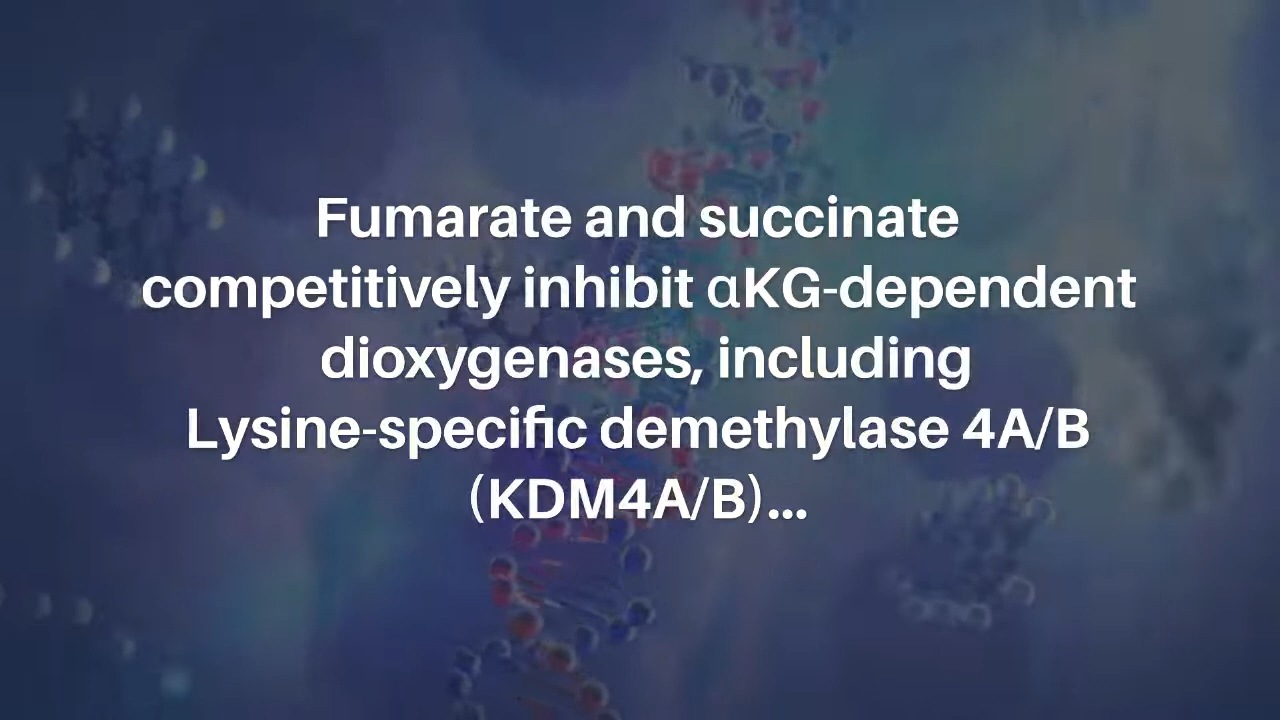 Fumarate and succinate
competitively inhibit αKG-dependent
dioxygenases, including
Lysine-specific demethylase 4A/B
(KDM4A/B)...